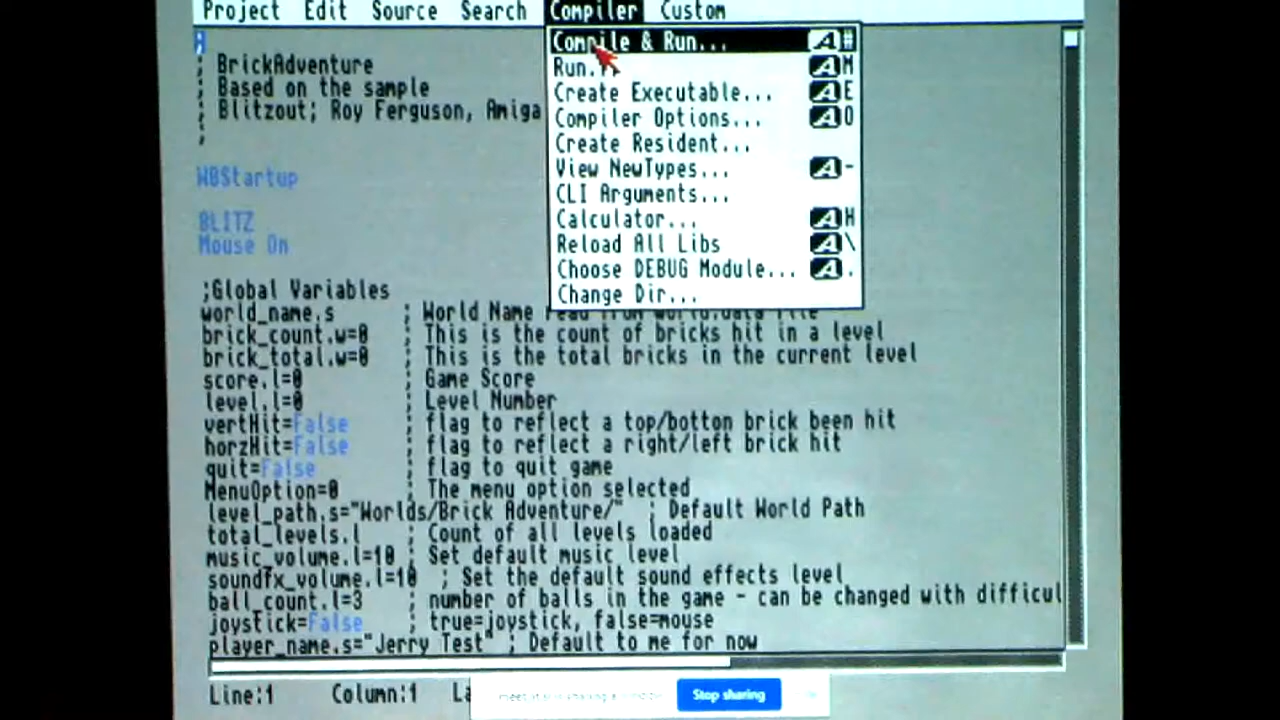 Project Edit Source Search Compiler Custom
;
; BrickAdventure
; Based on the sample
; Blitzout; Roy Ferguson, Amiga
;
WBStartup
BLITZ
Mouse On
;Global Variables
world_name.s ; World Name read from world.data file
brick_count.w=0 ; This is the count of bricks hit in a level
brick_total.w=0 ; This is the total bricks in the current level
score.l=0 ; Game Score
level.l=0 ; Level Number
vertHit=False ; flag to reflect a top/botton brick been hit
horzHit=False ; flag to reflect a right/left brick hit
quit=False ; flag to quit game
MenuOption=0 ; The menu option selected
level_path.s="Worlds/Brick Adventure/" ; Default World Path
total_levels.l ; Count of all levels loaded
music_volume.l=10 ; Set default music level
soundfx_volume.l=10 ; Set the default sound effects level
ball_count.l=3 ; number of balls in the game - can be changed with difficul
joystick=False ; true=joystick, false=mouse
player_name.s="Jerry Test" ; Default to me for now
Compile & Run... A #
Run... A M
Create Executable... A E
Compiler Options... A O
Create Resident...
View NewTypes... A -
CLI Arguments...
Calculator... A H
Reload All Libs A \
Choose DEBUG Module... A .
Change Dir...
Line:1 Column:1 La
Stop sharing